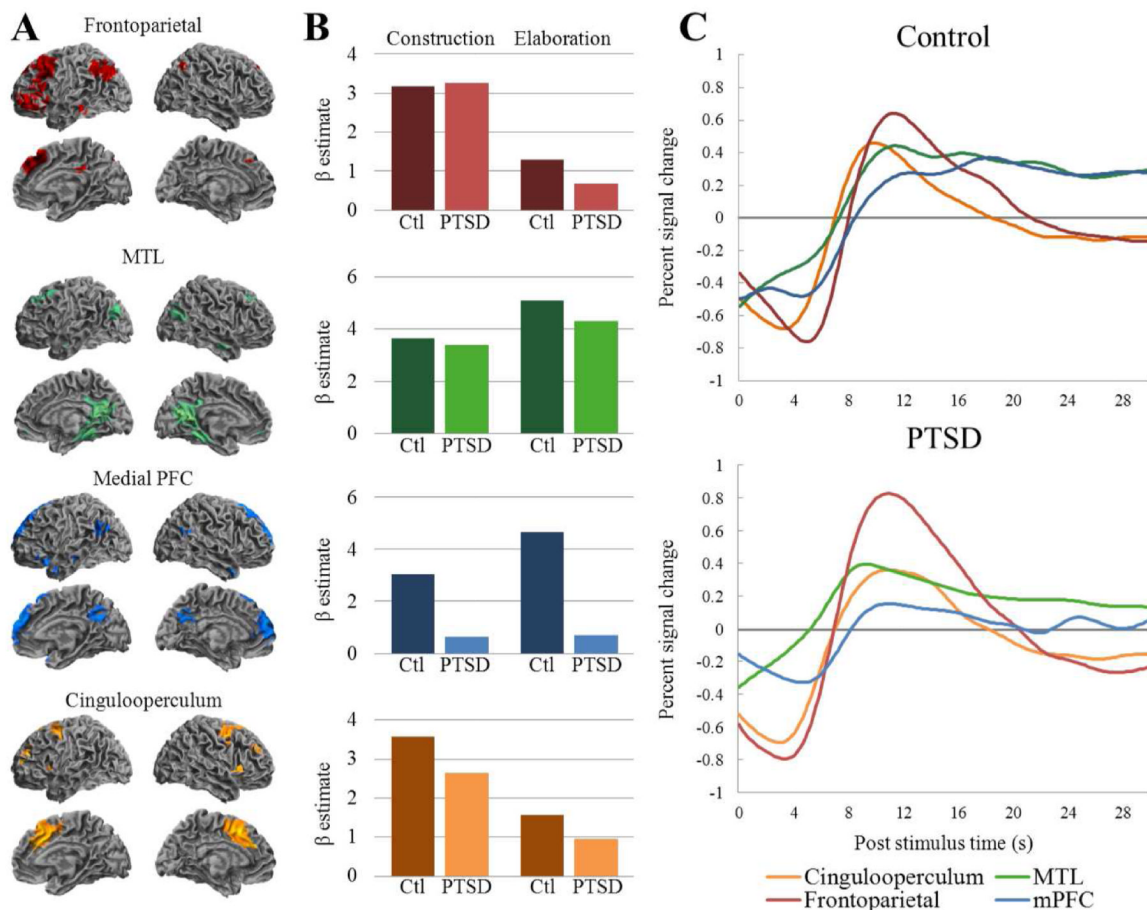 A
Frontoparietal
MTL
Medial PFC
Cingulooperculum
B
Construction Elaboration
β estimate
4
3
2
1
0
Ctl PTSD Ctl PTSD
β estimate
6
4
2
0
Ctl PTSD Ctl PTSD
β estimate
6
4
2
0
Ctl PTSD Ctl PTSD
β estimate
4
3
2
1
0
Ctl PTSD Ctl PTSD
C
Control
Percent signal change
1
0.8
0.6
0.4
0.2
0
-0.2
-0.4
-0.6
-0.8
-1
0 4 8 12 16 20 24 28
PTSD
Percent signal change
1
0.8
0.6
0.4
0.2
0
-0.2
-0.4
-0.6
-0.8
-1
0 4 8 12 16 20 24 28
Post stimulus time (s)
Cingulooperculum MTL
Frontoparietal mPFC